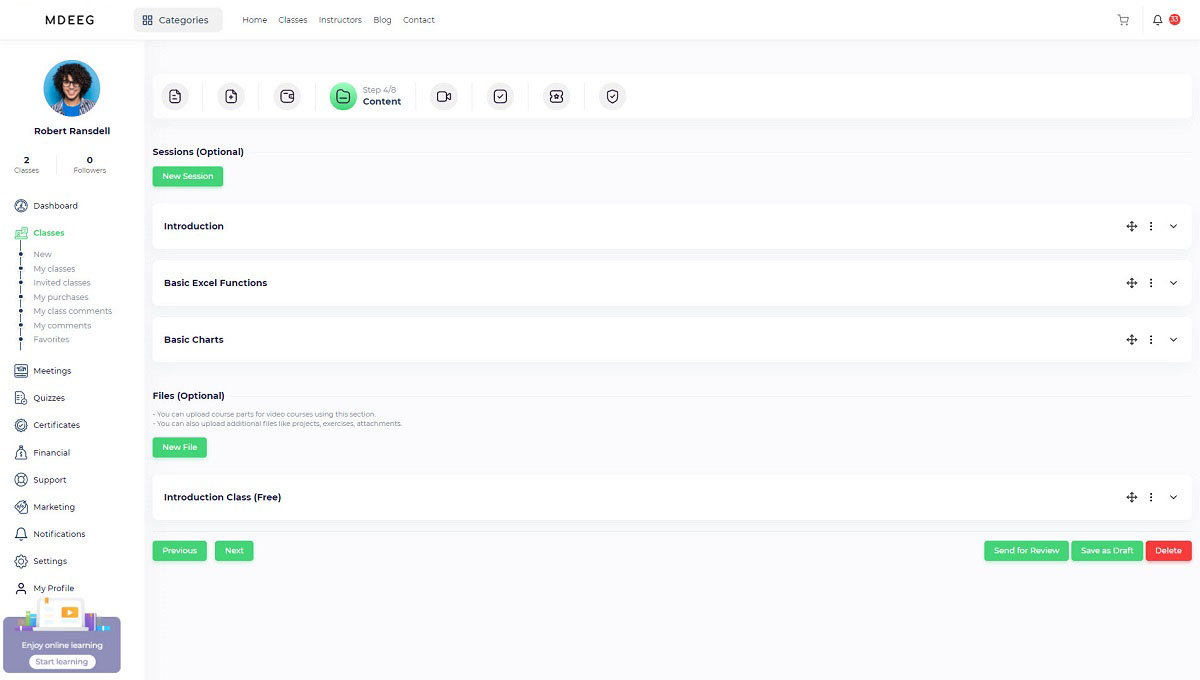 MDEEG
Categories
Home
Classes
Instructors
Blog
Contact
33
Robert Ransdell
2
Classes
0
Followers
Dashboard
Classes
New
My classes
Invited classes
My purchases
My class comments
My comments
Favorites
Meetings
Quizzes
Certificates
Financial
Support
Marketing
Notifications
Settings
My Profile
Enjoy online learning
Start learning
Step 4/8
Content
Sessions (Optional)
New Session
Introduction
Basic Excel Functions
Basic Charts
Files (Optional)
- You can upload course parts for video courses using this section.
- You can also upload additional files like projects, exercises, attachments.
New File
Introduction Class (Free)
Previous
Next
Send for Review
Save as Draft
Delete